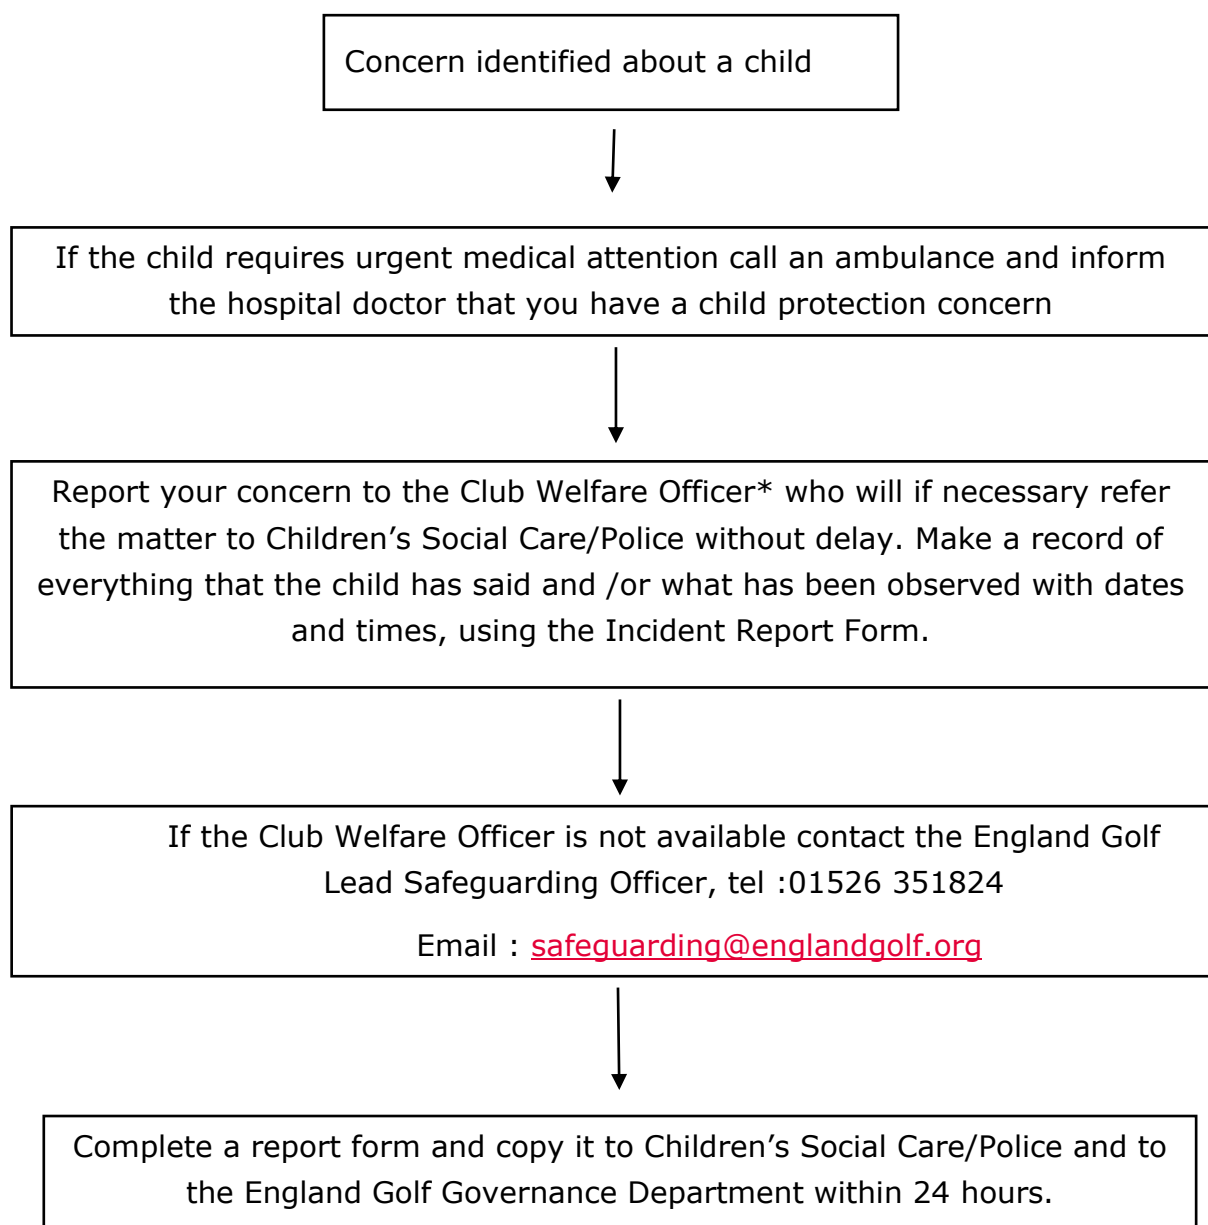 Concern identified about a child
If the child requires urgent medical attention call an ambulance and inform
the hospital doctor that you have a child protection concern
Report your concern to the Club Welfare Officer* who will if necessary refer
the matter to Children’s Social Care/Police without delay. Make a record of
everything that the child has said and /or what has been observed with dates
and times, using the Incident Report Form.
If the Club Welfare Officer is not available contact the England Golf
Lead Safeguarding Officer, tel :01526 351824
Email : safeguarding@englandgolf.org
Complete a report form and copy it to Children’s Social Care/Police and to
the England Golf Governance Department within 24 hours.